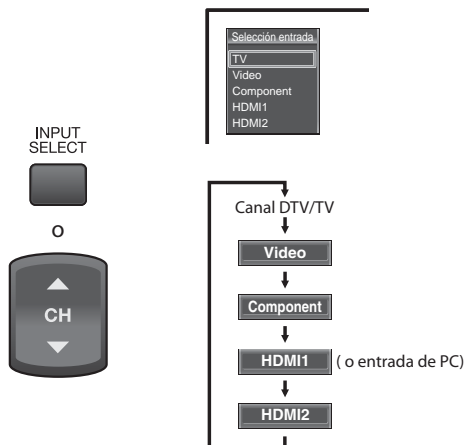 Selección entrada
TV
Video
Component
HDMI1
HDMI2
INPUT
SELECT
o
CH
Canal DTV/TV
Video
Component
HDMI1 ( o entrada de PC)
HDMI2